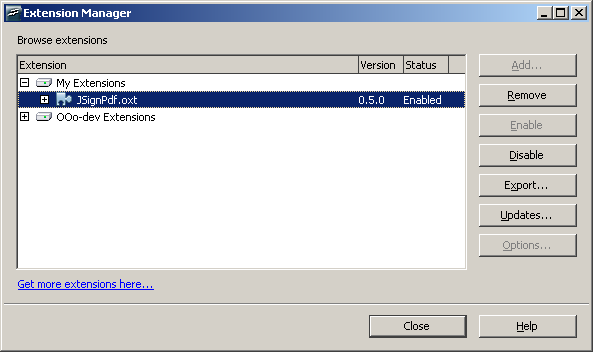 Extension Manager
Browse extensions
Extension Version Status
My Extensions
JSignPdf.oxt 0.5.0 Enabled
OOo-dev Extensions
Add...
Remove
Enable
Disable
Export...
Updates...
Options...
Get more extensions here...
Close Help